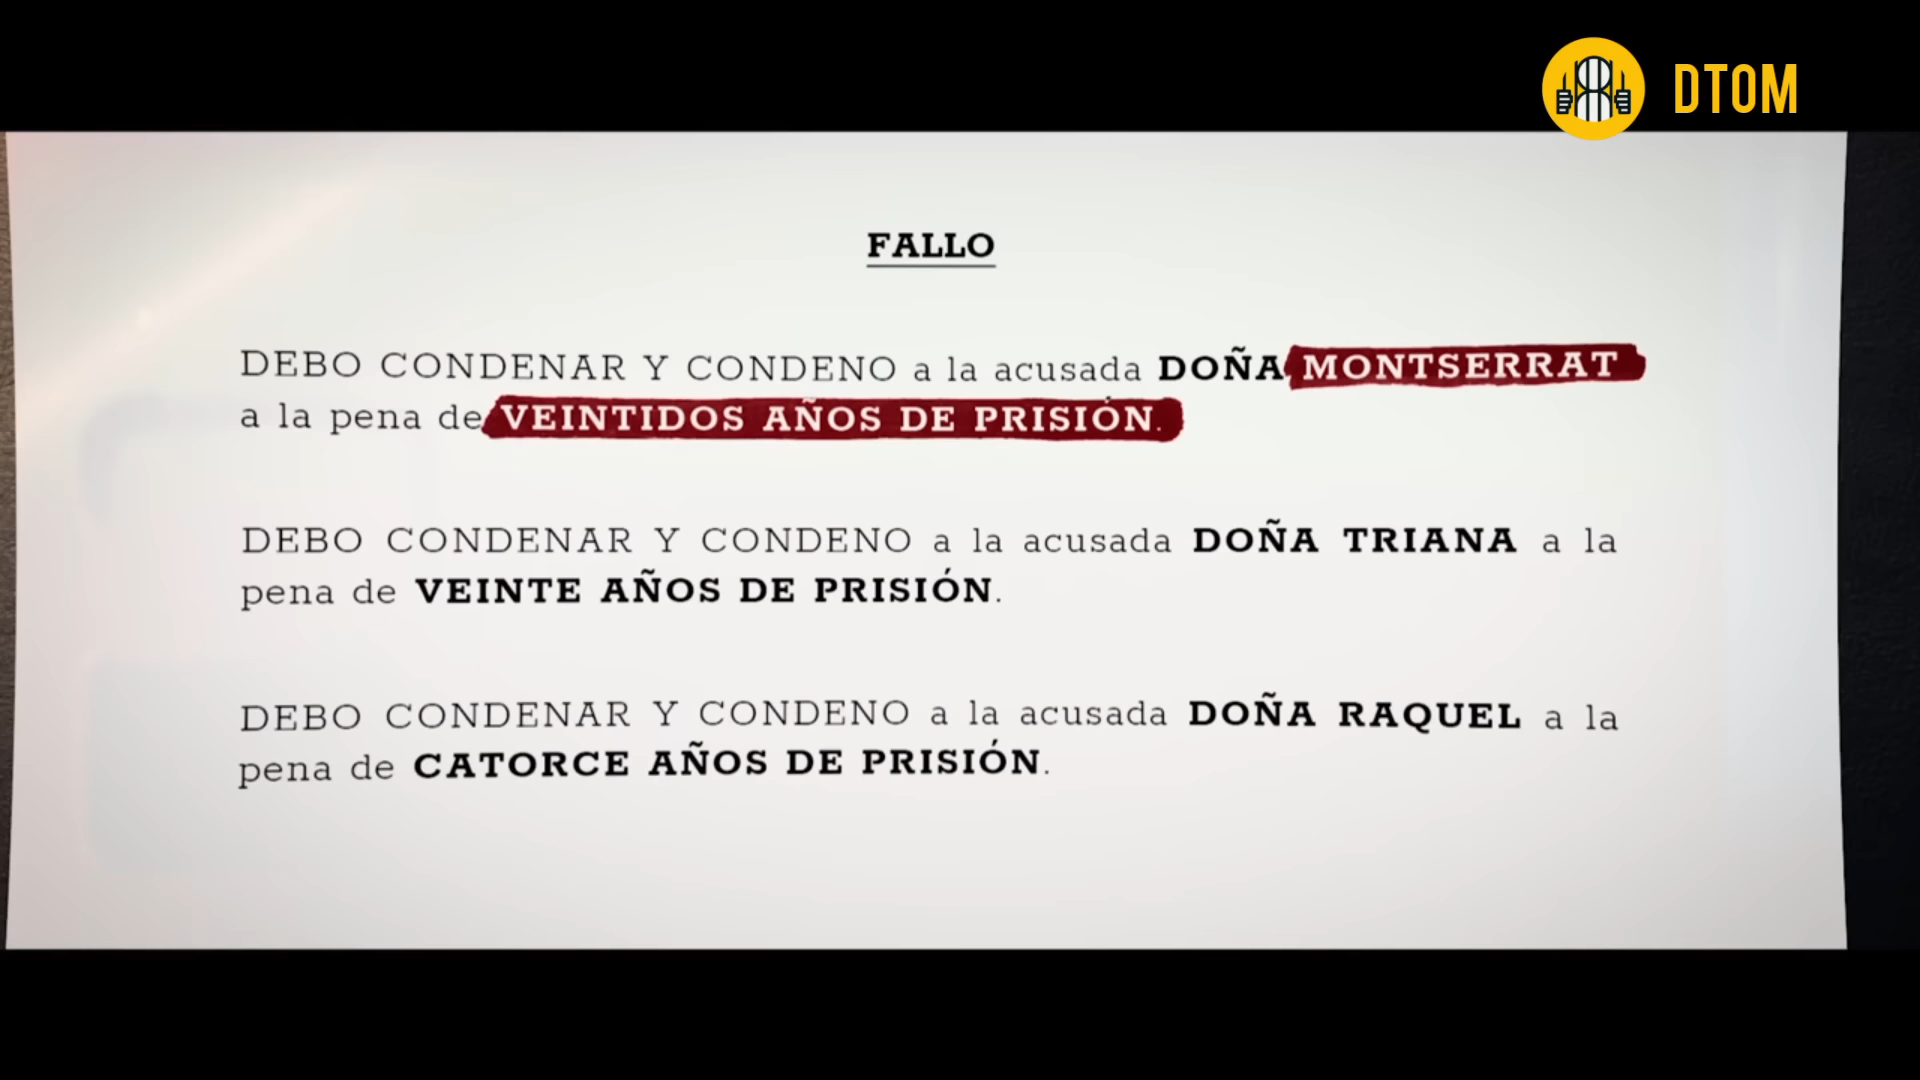 DTOM
FALLO
DEBO CONDENAR Y CONDENO a la acusada DOÑA MONTSERRAT
a la pena de VEINTIDOS AÑOS DE PRISIÓN.
DEBO CONDENAR Y CONDENO a la acusada DOÑA TRIANA a la
pena de VEINTE AÑOS DE PRISIÓN.
DEBO CONDENAR Y CONDENO a la acusada DOÑA RAQUEL a la
pena de CATORCE AÑOS DE PRISIÓN.